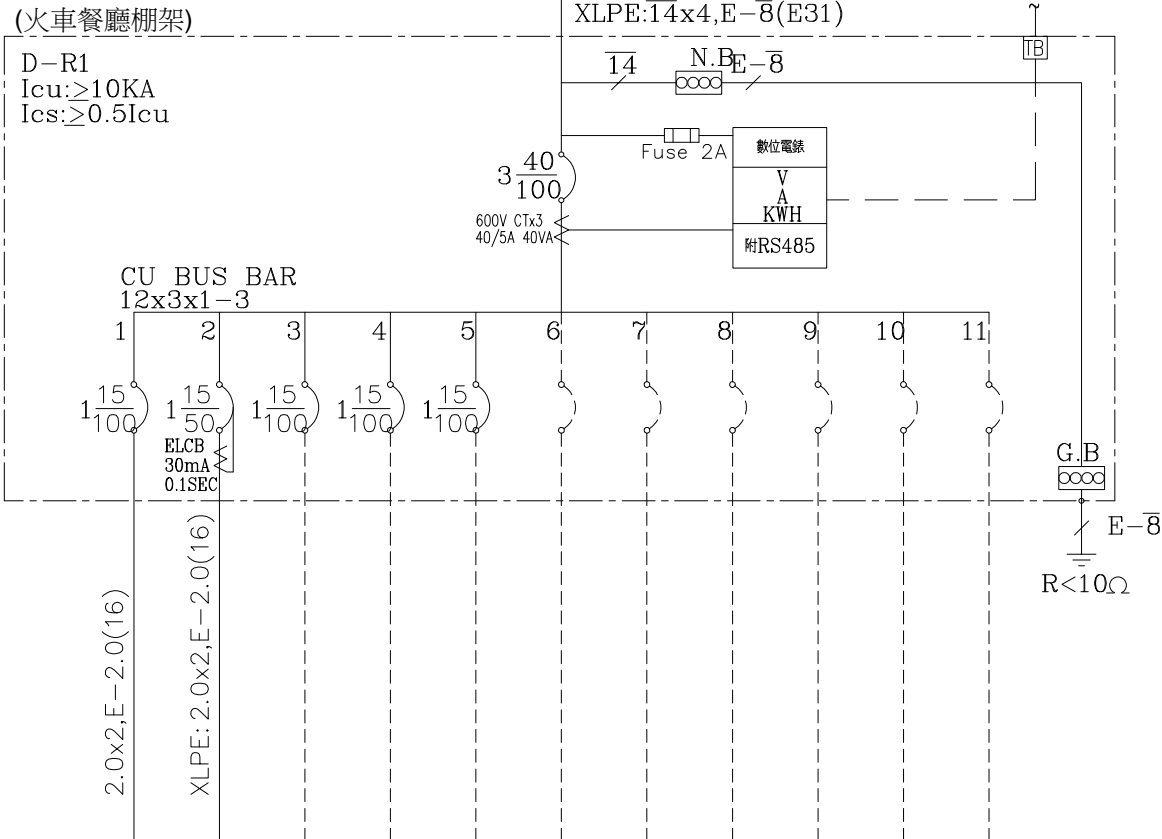 (火車餐廳棚架)
XLPE:14x4,E-8(E31)
TB
D-R1
Icu:≥10KA
Ics:≥0.5Icu
14
N.B
E-8
Fuse 2A
數位電錶
V
A
KWH
附RS485
3 40/100
600V CTx3
40/5A 40VA
CU BUS BAR
12x3x1-3
1 2 3 4 5 6 7 8 9 10 11
1 15/100
1 15/50
1 15/100
1 15/100
1 15/100
ELCB
30mA
0.1SEC
G.B
E-8
R<10Ω
2.0x2,E-2.0(16)
XLPE: 2.0x2,E-2.0(16)